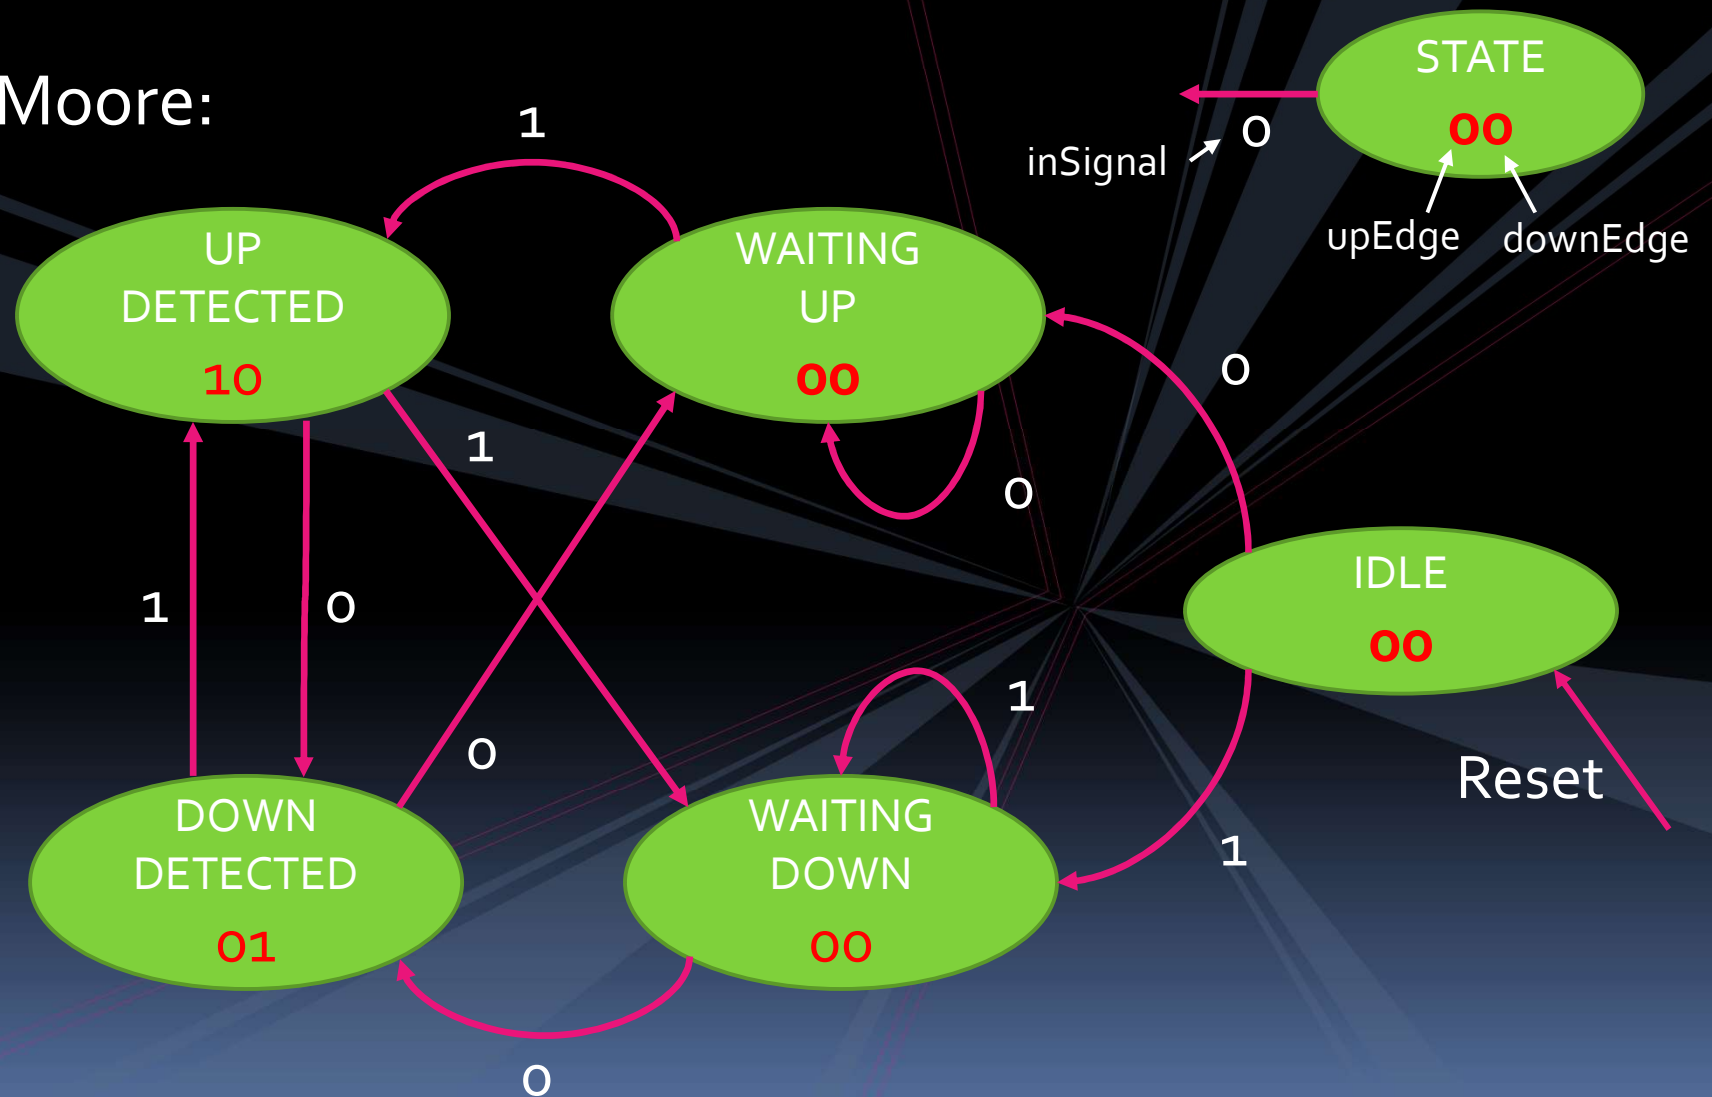 Moore:
1
STATE
00
0
inSignal
upEdge
downEdge
UP
DETECTED
10
WAITING
UP
00
0
1
0
1
0
IDLE
00
0
1
Reset
DOWN
DETECTED
01
WAITING
DOWN
00
1
0